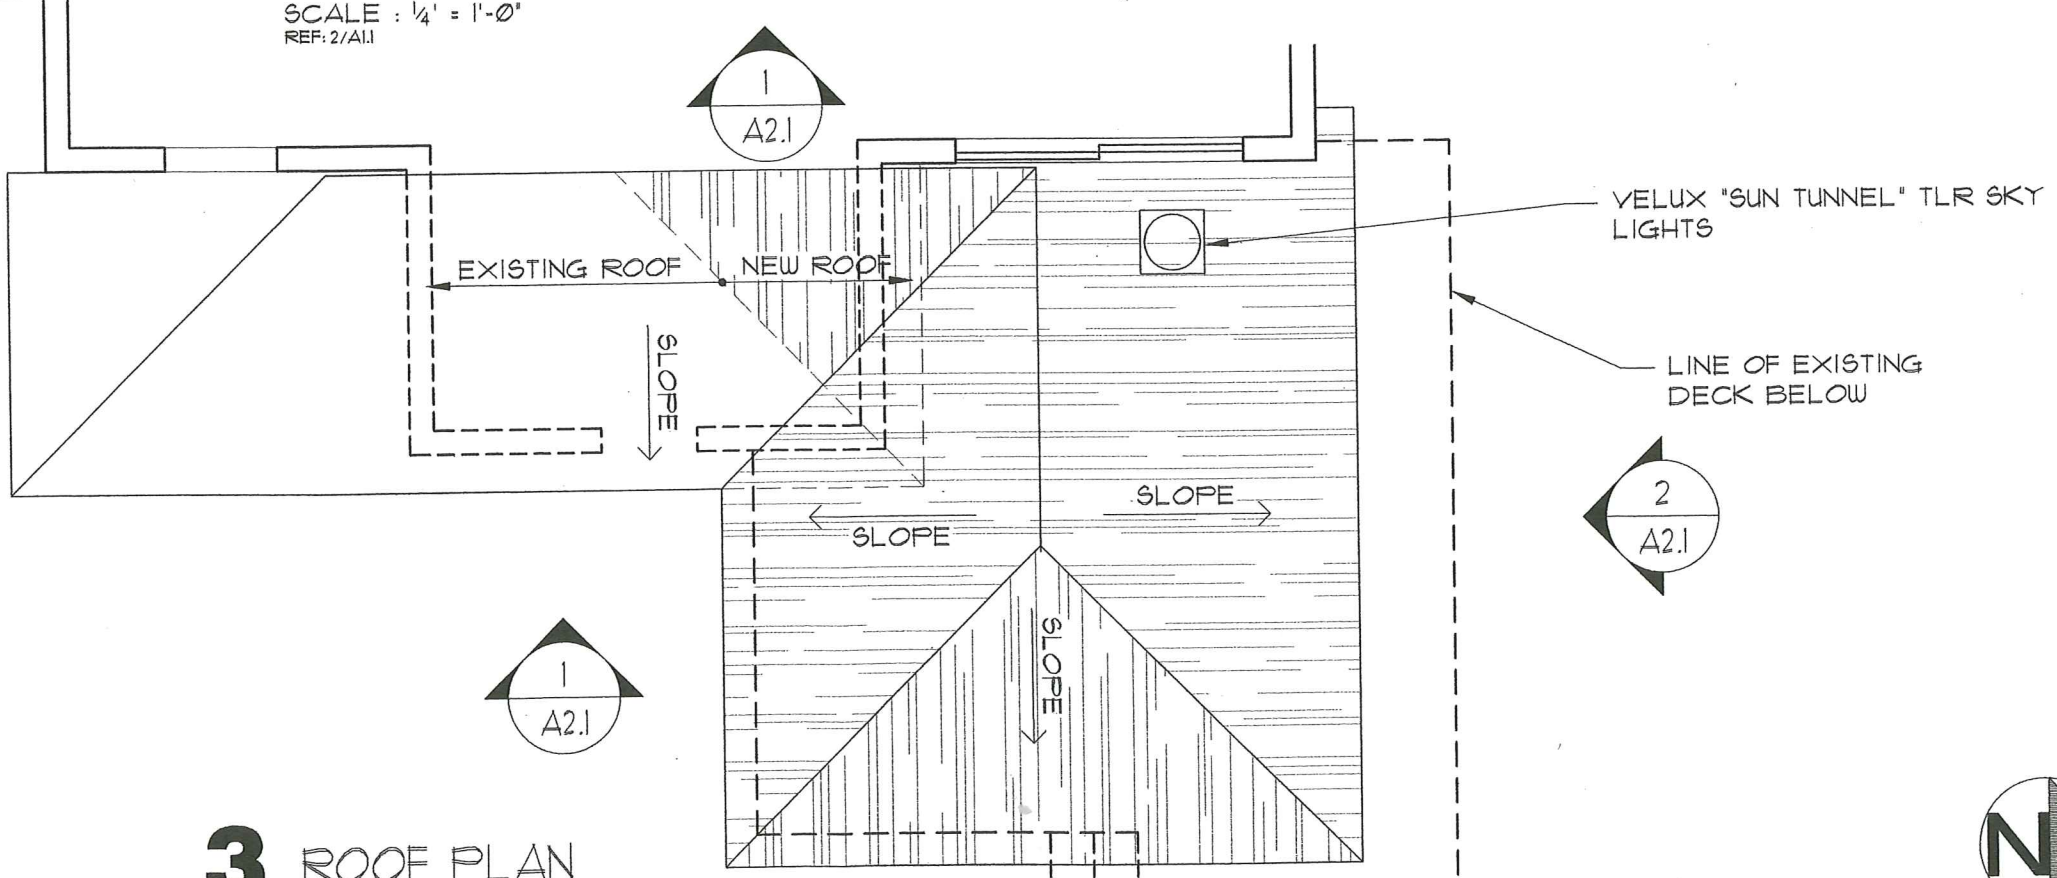 SCALE : ¼' = 1'-0"
REF: 2/A1.1
1
A2.1
VELUX "SUN TUNNEL" TLR SKY
LIGHTS
EXISTING ROOF
NEW ROOF
SLOPE
LINE OF EXISTING
DECK BELOW
SLOPE
SLOPE
2
A2.1
SLOPE
1
A2.1
3 ROOF PLAN
N